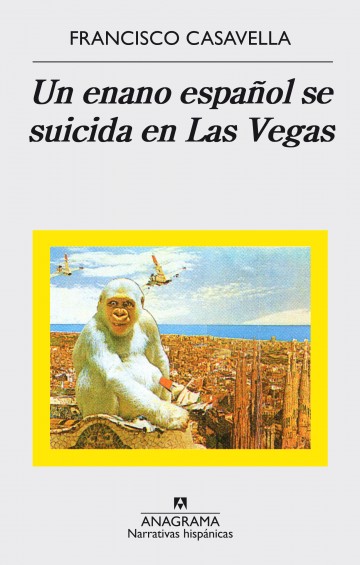 FRANCISCO CASAVELLA
Un enano español se
suicida en Las Vegas
ANAGRAMA
Narrativas hispánicas